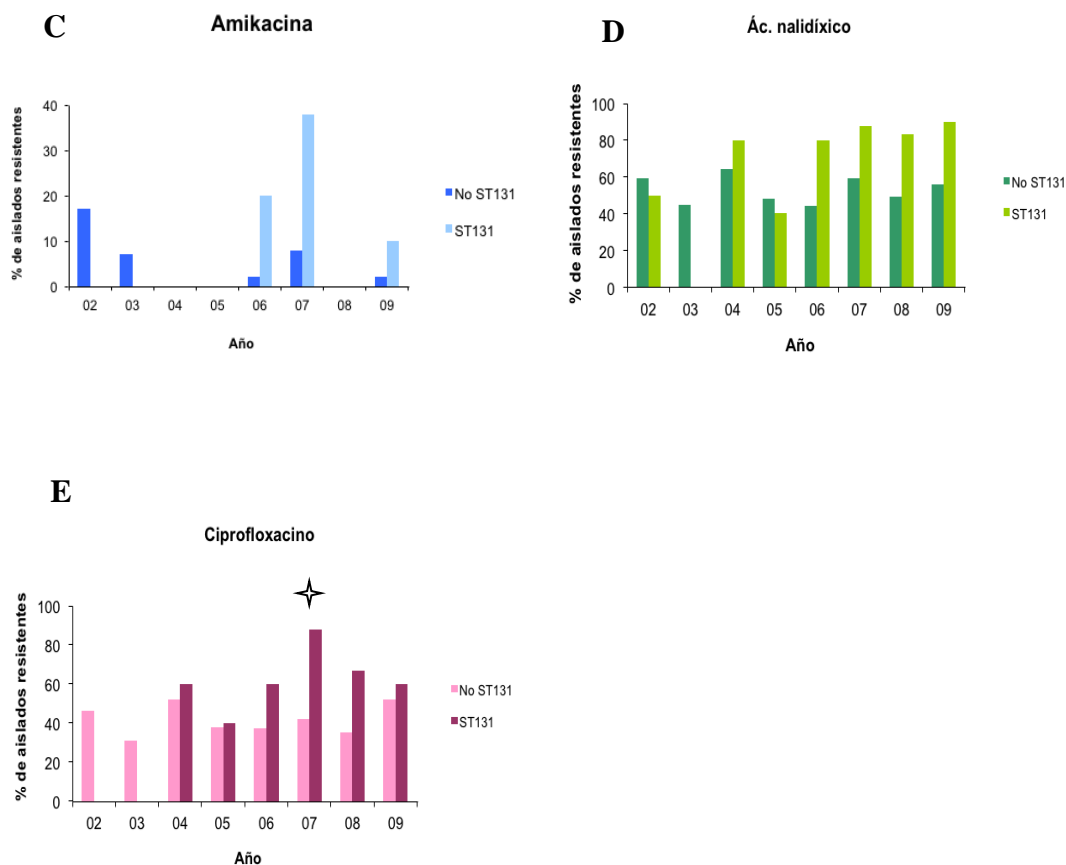 C
Amikacina
% de aislados resistentes
40
30
20
10
0
02 03 04 05 06 07 08 09
Año
No ST131
ST131
D
Ác. nalidíxico
% de aislados resistentes
100
80
60
40
20
0
02 03 04 05 06 07 08 09
Año
No ST131
ST131
E
Ciprofloxacino
% de aislados resistentes
100
80
60
40
20
0
02 03 04 05 06 07 08 09
Año
No ST131
ST131